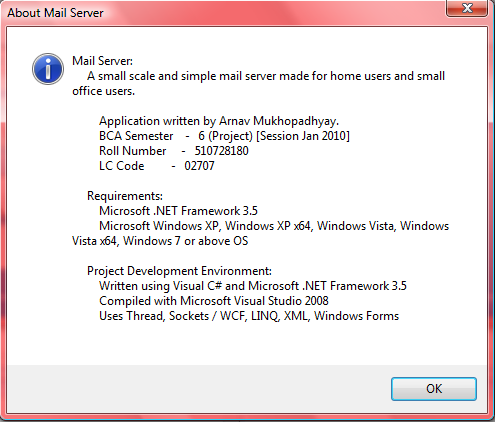 About Mail Server
Mail Server:
A small scale and simple mail server made for home users and small
office users.
Application written by Arnav Mukhopadhyay.
BCA Semester - 6 (Project) [Session Jan 2010]
Roll Number - 510728180
LC Code - 02707
Requirements:
Microsoft .NET Framework 3.5
Microsoft Windows XP, Windows XP x64, Windows Vista, Windows
Vista x64, Windows 7 or above OS
Project Development Environment:
Written using Visual C# and Microsoft .NET Framework 3.5
Compiled with Microsoft Visual Studio 2008
Uses Thread, Sockets / WCF, LINQ, XML, Windows Forms
OK